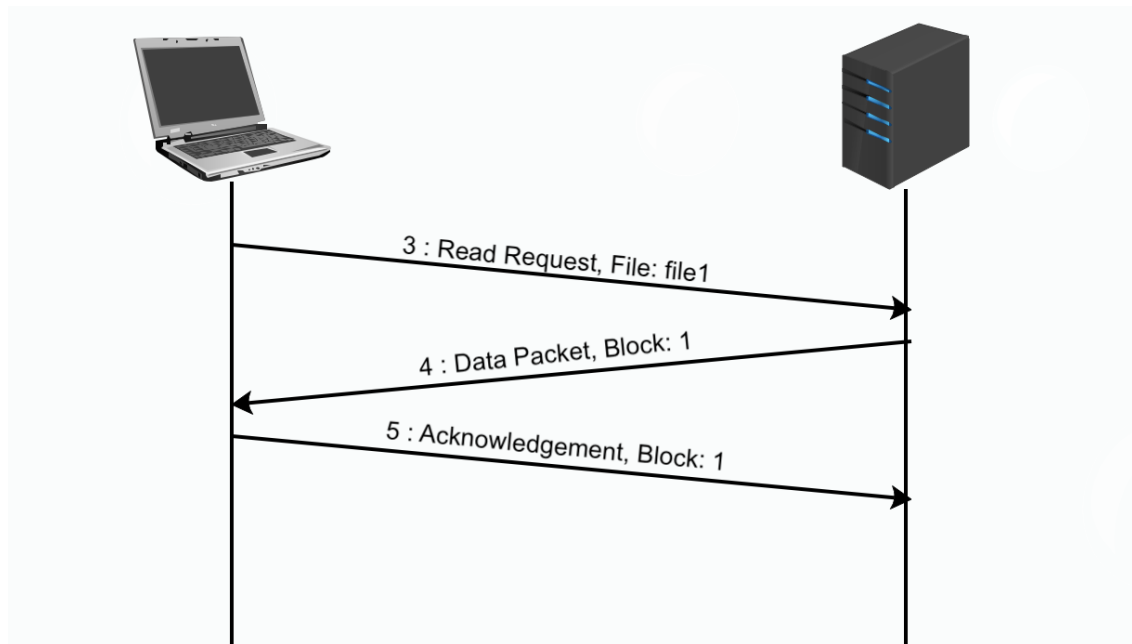 3 : Read Request, File: file1
4 : Data Packet, Block: 1
5 : Acknowledgement, Block: 1